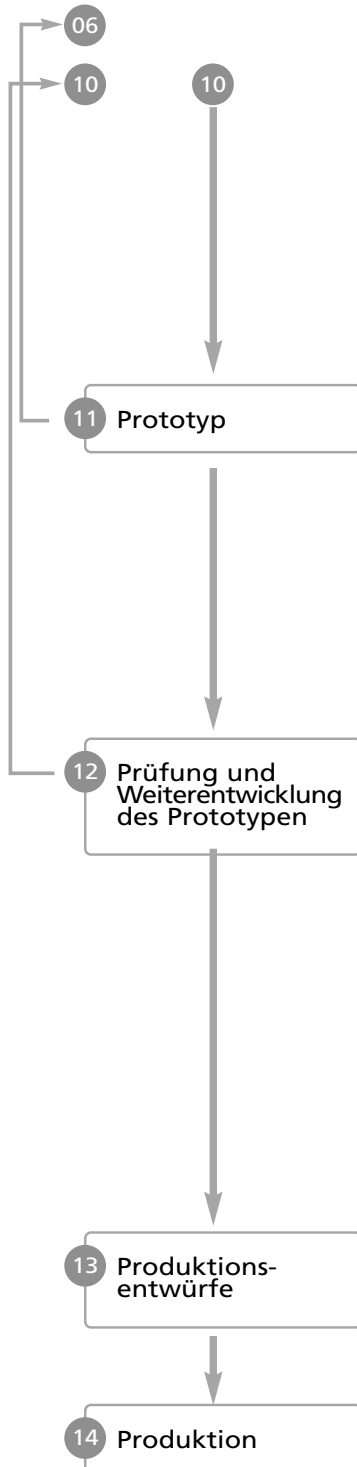 06
10 10
11 Prototyp
12 Prüfung und
Weiterentwicklung
des Prototypen
13 Produktions-
entwürfe
14 Produktion